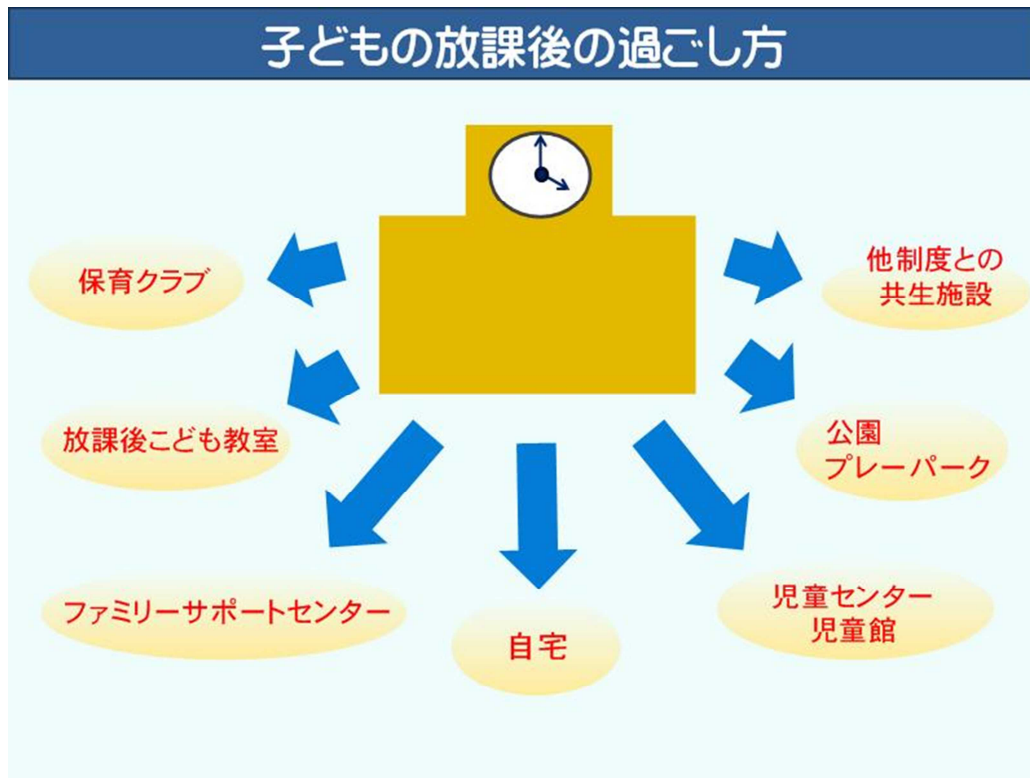 子どもの放課後の過ごし方
保育クラブ
他制度との
共生施設
放課後こども教室
公園
プレーパーク
ファミリーサポートセンター
自宅
児童センター
児童館